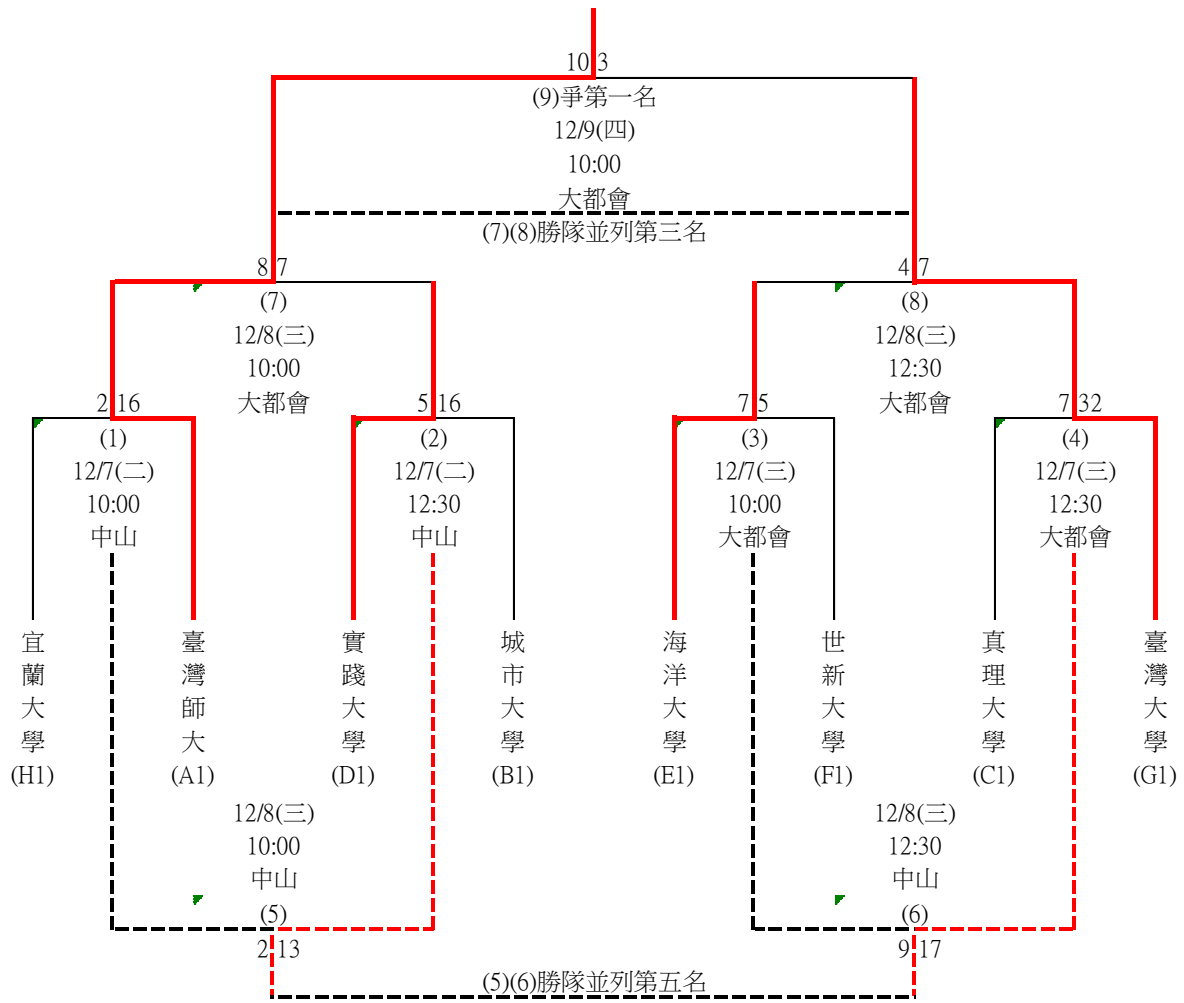 10 3
(9)爭第一名
12/9(四)
10:00
大都會
(7)(8)勝隊並列第三名
8 7
(7)
12/8(三)
10:00
大都會
4 7
(8)
12/8(三)
12:30
大都會
2 16
(1)
12/7(二)
10:00
中山
5 16
(2)
12/7(二)
12:30
中山
7 5
(3)
12/7(三)
10:00
大都會
7 32
(4)
12/7(三)
12:30
大都會
宜蘭大學(H1)
臺灣師大(A1)
實踐大學(D1)
城市大學(B1)
海洋大學(E1)
世新大學(F1)
真理大學(C1)
臺灣大學(G1)
12/8(三)
10:00
中山
(5)
2 13
12/8(三)
12:30
中山
(6)
9 17
(5)(6)勝隊並列第五名